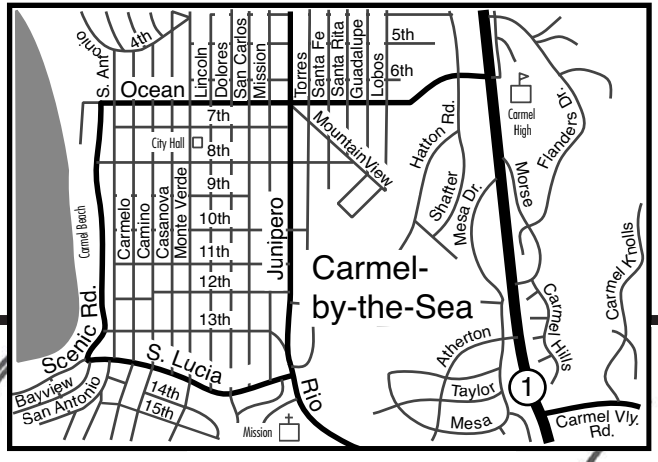 S. Antonio
4th
Lincoln
Dolores
San Carlos
Mission
Torres
Santa Fe
Santa Rita
Guadalupe
Lobos
5th
6th
Ocean
Carmel
High
Flanders Dr.
7th
City Hall
8th
MountainView
Hatton Rd.
Shafter
Mesa Dr.
Morse
Carmel Beach
Carmelo
Camino
Casanova
Monte Verde
9th
10th
11th
12th
13th
Junipero
Carmel-
by-the-Sea
Carmel Knolls
Carmel Hills
Scenic Rd.
S. Lucia
Rio
Atherton
Taylor
Mesa
1
Carmel Vly.
Rd.
Bayview
San Antonio
14th
15th
Mission